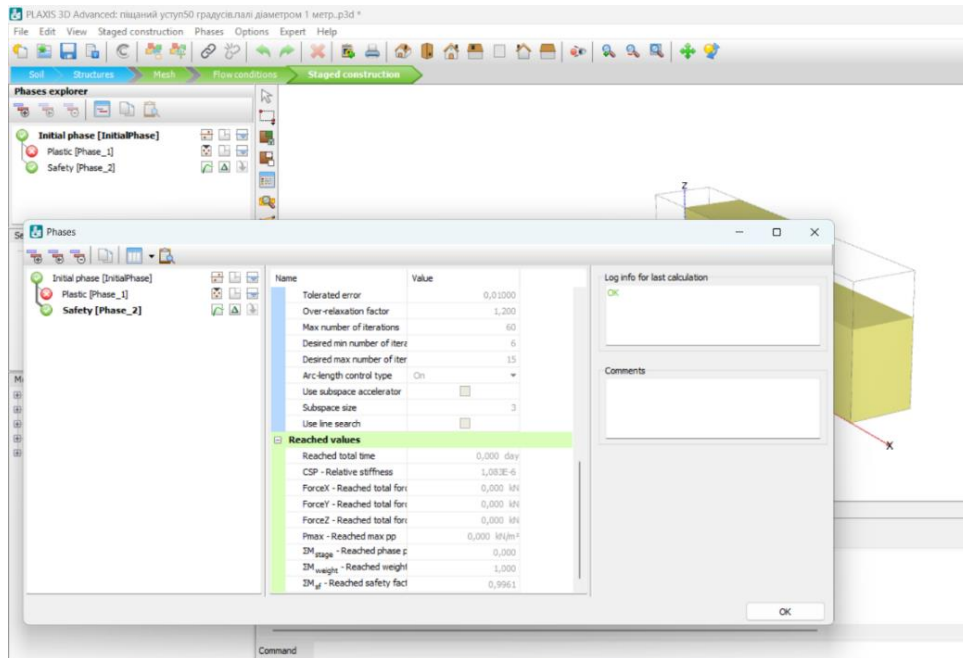 PLAXIS 3D Advanced: піщаний уступ50 градусів.палі діаметром 1 метр..p3d *
File Edit View Staged construction Phases Options Expert Help
Soil Structures Mesh Flow conditions Staged construction
Phases explorer
Initial phase [InitialPhase]
Plastic [Phase_1]
Safety [Phase_2]
Z
Se
Phases
Initial phase [InitialPhase]
Plastic [Phase_1]
Safety [Phase_2]
Name Value
Tolerated error 0,01000
Over-relaxation factor 1,200
Max number of iterations 60
Desired min number of itera 6
Desired max number of iter 15
Arc-length control type On
Use subspace accelerator
Subspace size 3
Use line search
Reached values
Reached total time 0,000 day
CSP - Relative stiffness 1,083E-6
ForceX - Reached total forc 0,000 kN
ForceY - Reached total forc 0,000 kN
ForceZ - Reached total forc 0,000 kN
Pmax - Reached max pp 0,000 kN/m²
ΣMstage - Reached phase p 0,000
ΣMweight - Reached weight 1,000
ΣMsf - Reached safety fact 0,9961
Log info for last calculation
OK
Comments
Mo
X
OK
Command